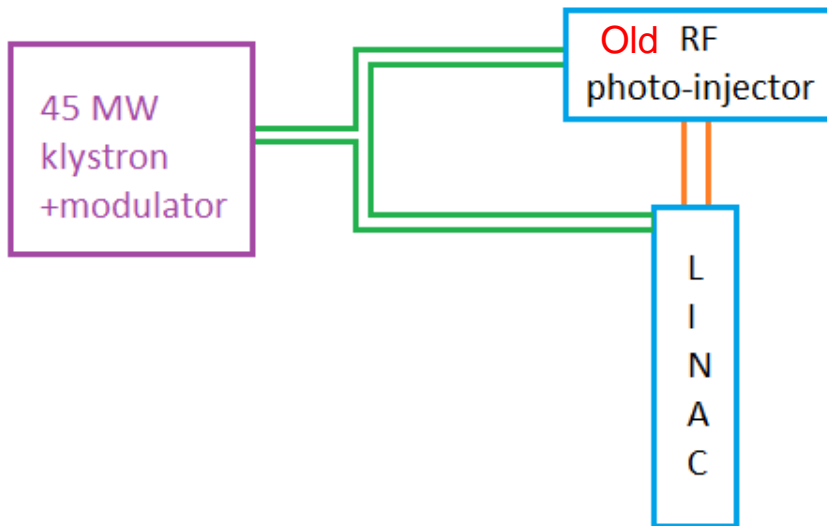 45 MW
klystron
+modulator
Old RF
photo-injector
L
I
N
A
C